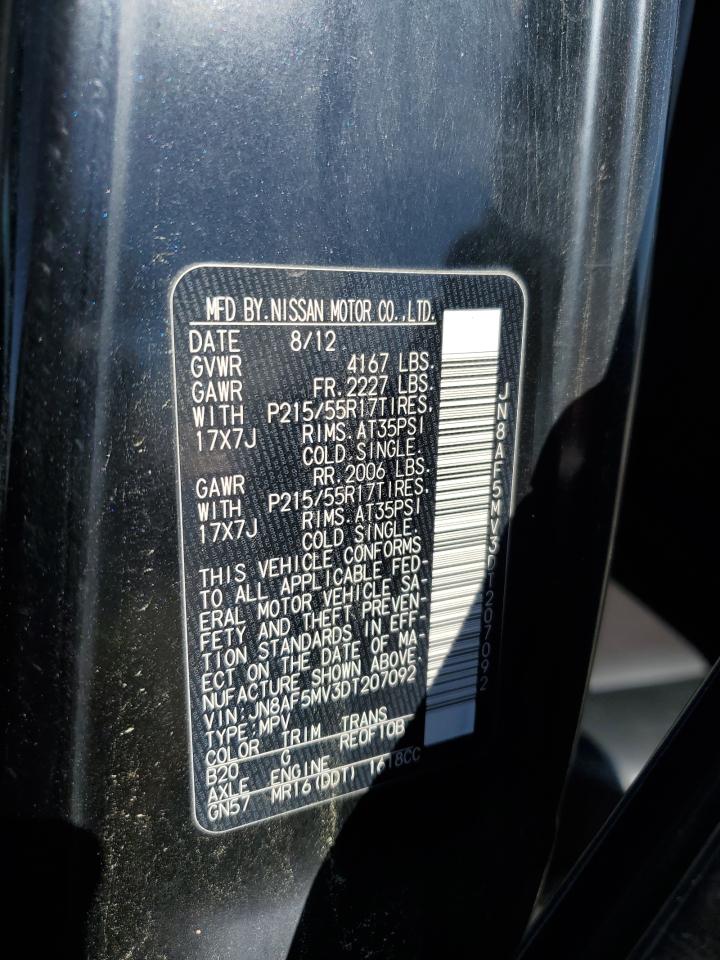 MFD BY.NISSAN MOTOR CO.,LTD.
DATE 8/12
GVWR 4167 LBS.
GAWR FR.2227 LBS.
WITH P215/55R17TIRES.
17X7J RIMS.AT35PSI
COLD.SINGLE.
GAWR RR.2006 LBS.
WITH P215/55R17TIRES.
17X7J RIMS.AT35PSI
COLD.SINGLE.
THIS VEHICLE CONFORMS
TO ALL APPLICABLE FED-
ERAL MOTOR VEHICLE SA-
FETY AND THEFT PREVEN-
TION STANDARDS IN EFF-
ECT ON THE DATE OF MA-
NUFACTURE SHOWN ABOVE.
VIN:JN8AF5MV3DT207092
TYPE:MPV
COLOR TRIM TRANS
B20 G REOF10B
AXLE ENGINE
GN57 MR16(DDT) 1618CC
JN8AF5MV3DT207092